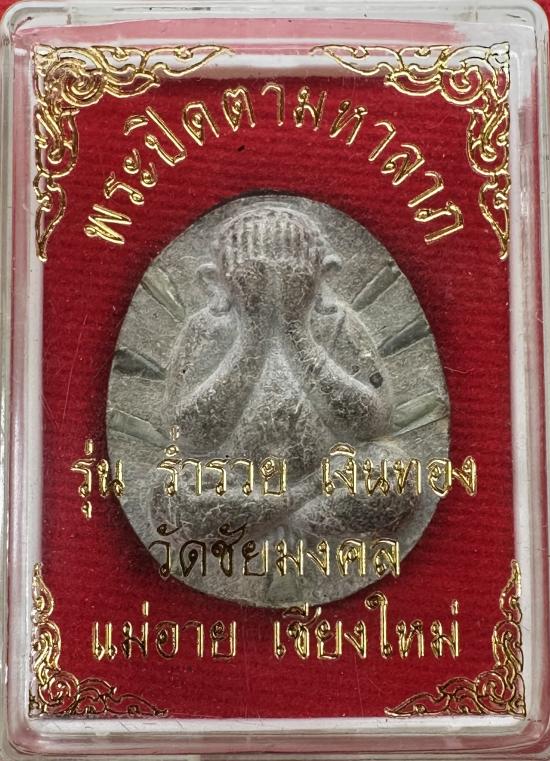 พระปิดตามหาลาภ
รุ่น ร่ำรวย เงินทอง
วัดชัยมงคล
แม่อาย เชียงใหม่